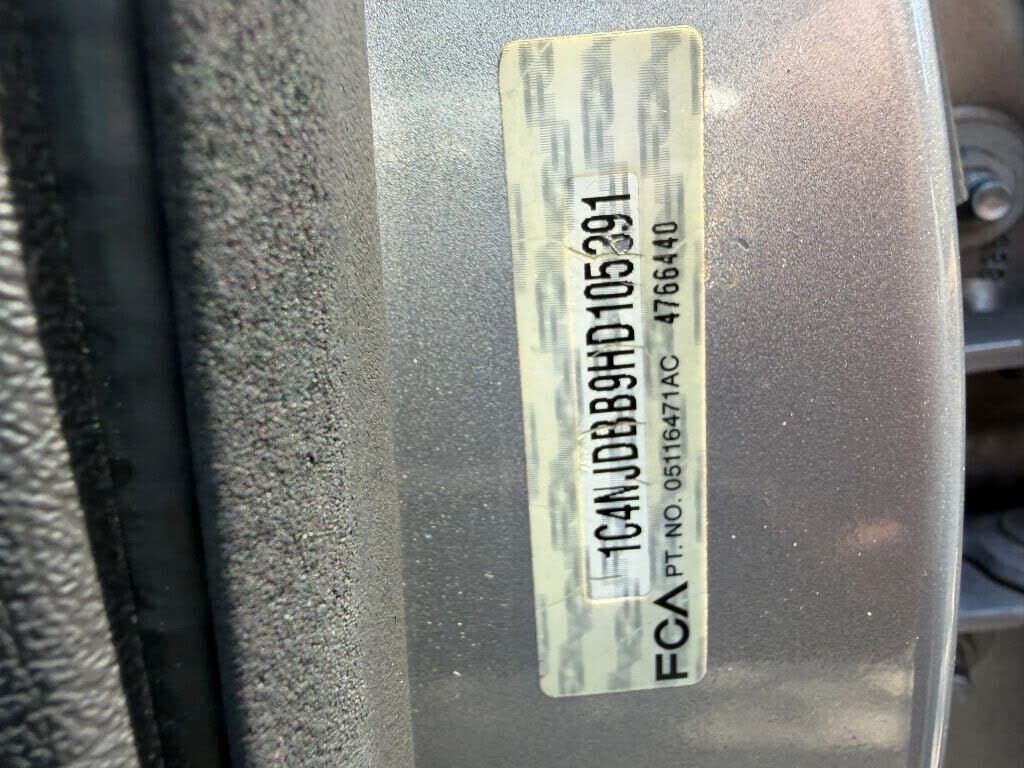 1C4NJDBB9HD105391
FCA PT. NO. 05116471AC 4766440